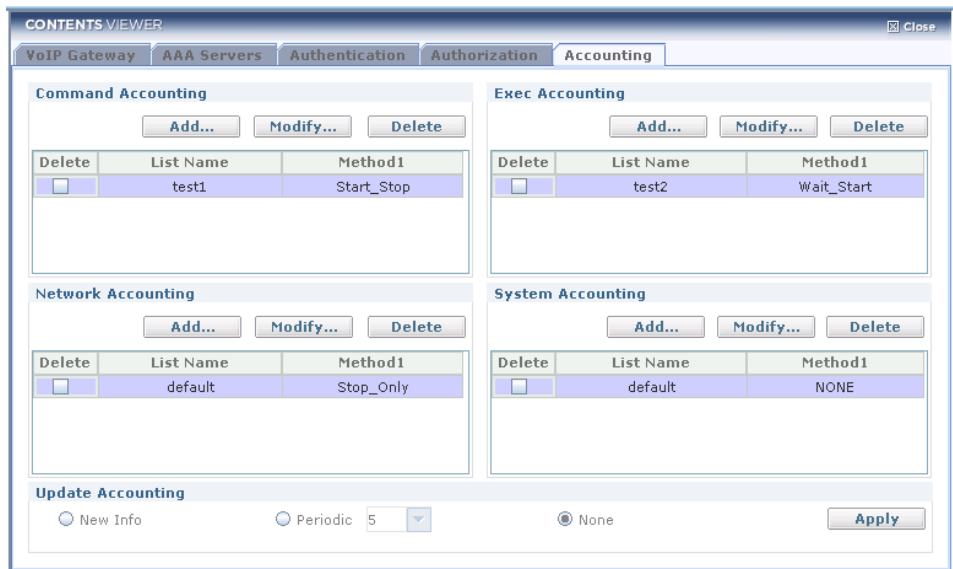 CONTENTS VIEWER
Close
VoIP Gateway AAA Servers Authentication Authorization Accounting
Command Accounting
Add... Modify... Delete
Delete List Name Method1
test1 Start_Stop
Exec Accounting
Add... Modify... Delete
Delete List Name Method1
test2 Wait_Start
Network Accounting
Add... Modify... Delete
Delete List Name Method1
default Stop_Only
System Accounting
Add... Modify... Delete
Delete List Name Method1
default NONE
Update Accounting
New Info Periodic 5 None Apply